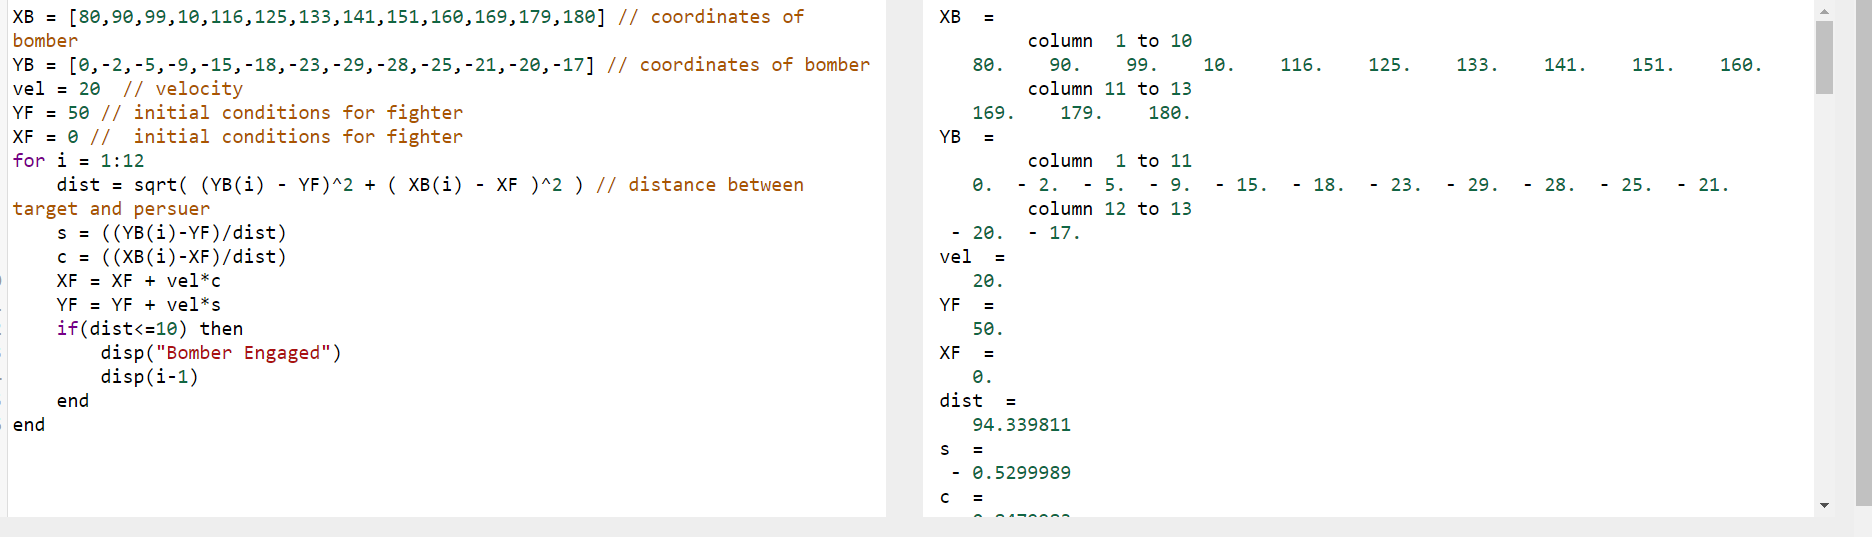 XB = [80,90,99,10,116,125,133,141,151,160,169,179,180] // coordinates of
bomber
YB = [0,-2,-5,-9,-15,-18,-23,-29,-28,-25,-21,-20,-17] // coordinates of bomber
vel = 20  // velocity
YF = 50 // initial conditions for fighter
XF = 0 //  initial conditions for fighter
for i = 1:12
    dist = sqrt( (YB(i) - YF)^2 + ( XB(i) - XF )^2 ) // distance between
target and persuer
    s = ((YB(i)-YF)/dist)
    c = ((XB(i)-XF)/dist)
    XF = XF + vel*c
    YF = YF + vel*s
    if(dist<=10) then
        disp("Bomber Engaged")
        disp(i-1)
    end
end
XB  =
        column  1 to 10
   80.    90.    99.    10.    116.    125.    133.    141.    151.    160.
        column 11 to 13
   169.    179.    180.
YB  =
        column  1 to 11
   0.  - 2.  - 5.  - 9.  - 15.  - 18.  - 23.  - 29.  - 28.  - 25.  - 21.
        column 12 to 13
 - 20.  - 17.
vel  =
   20.
YF  =
   50.
XF  =
   0.
dist  =
   94.339811
s  =
 - 0.5299989
c  =